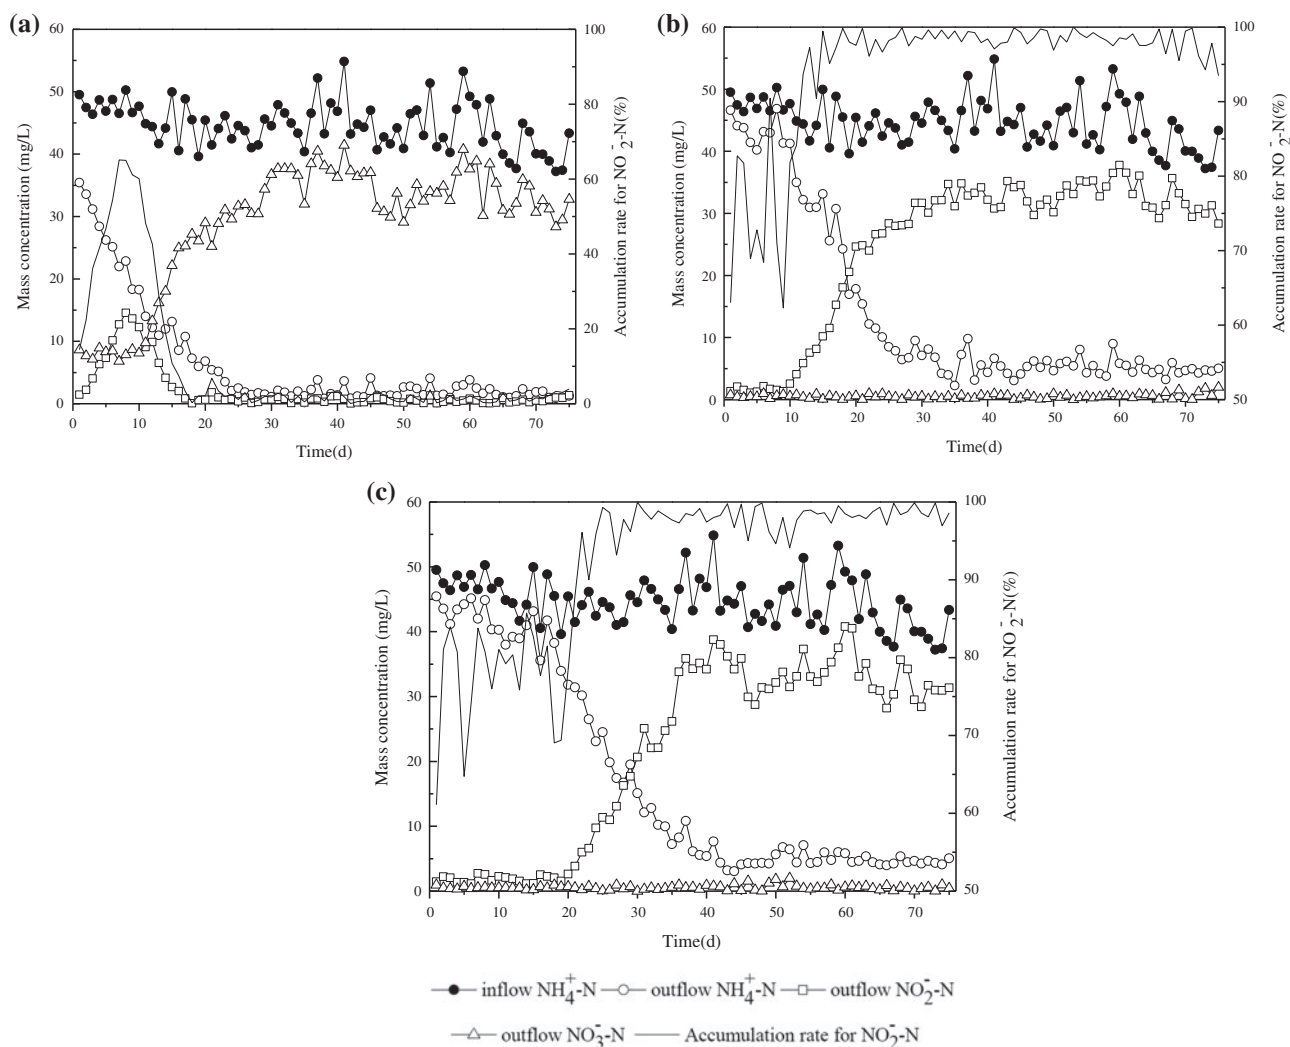 (a)
60
50
40
30
20
10
0
Mass concentration (mg/L)
100
80
60
40
20
0
Accumulation rate for NO₂⁻-N(%)
0 10 20 30 40 50 60 70
Time(d)
(b)
60
50
40
30
20
10
0
Mass concentration (mg/L)
100
90
80
70
60
50
Accumulation rate for NO₂⁻-N(%)
0 10 20 30 40 50 60 70
Time(d)
(c)
60
50
40
30
20
10
0
Mass concentration (mg/L)
100
90
80
70
60
50
Accumulation rate for NO₂⁻-N(%)
0 10 20 30 40 50 60 70
Time(d)
inflow NH₄⁺-N outflow NH₄⁺-N outflow NO₂⁻-N
outflow NO₃⁻-N Accumulation rate for NO₂⁻-N